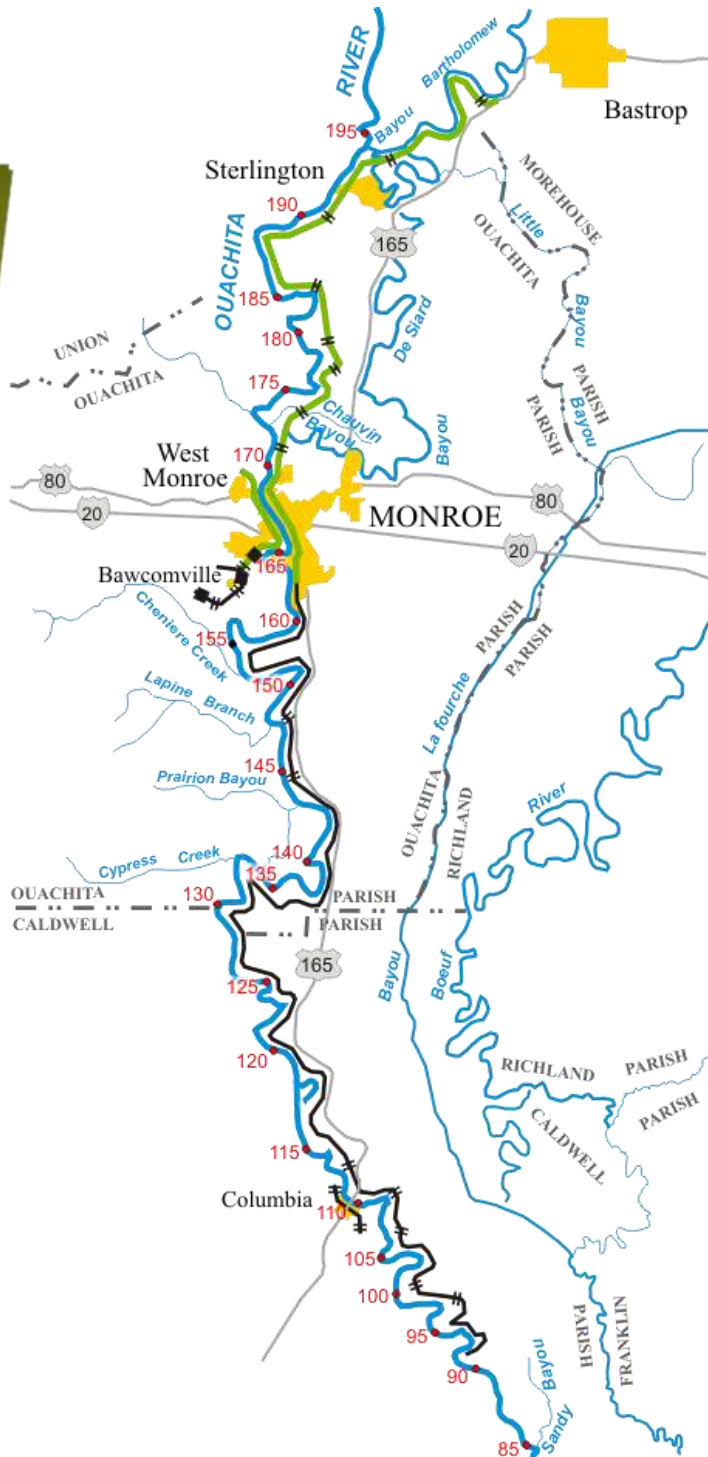 RIVER
Bartholomew
Bayou
Bastrop
195
Sterlington
190
MOREHOUSE
OUACHITA
Little
165
OUACHITA
185
De Siard
Bayou
180
UNION
OUACHITA
175
PARISH
PARISH
Chauvin
Bayou
Bayou
Bayou
West
Monroe
170
80
20
MONROE
80
20
165
Bawcomville
160
Cheniere Creek
155
PARISH
PARISH
150
Lapine Branch
La fourche
145
Prairion Bayou
OUACHITA
RICHLAND
River
140
Cypress Creek
135
130
OUACHITA
CALDWELL
PARISH
PARISH
165
Bayou
Boeuf
125
120
RICHLAND
PARISH
PARISH
CALDWELL
115
Columbia
110
105
100
95
90
PARISH
FRANKLIN
Bayou
Sandy
85